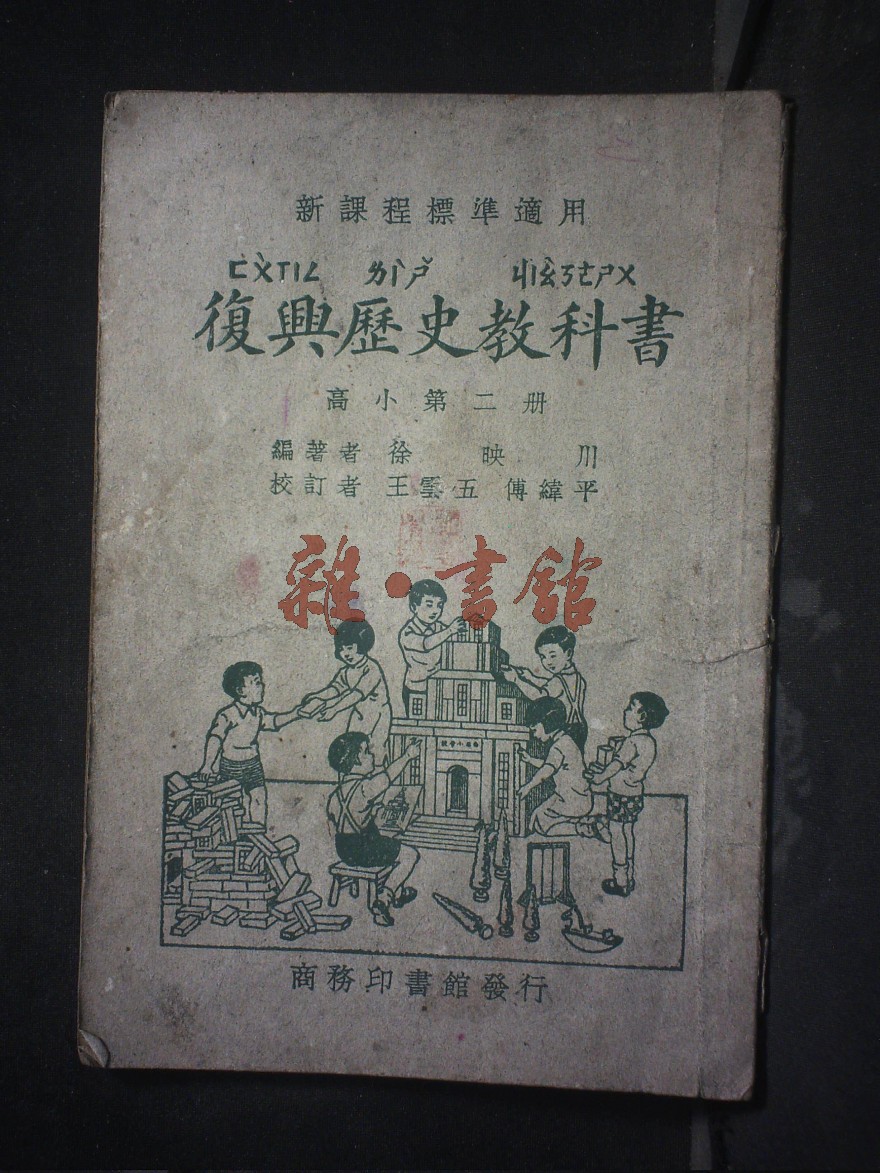 新課程標準適用
ㄈㄨˋㄒㄧㄥ ㄌㄧˋㄕˇ ㄐㄧㄠˋㄎㄜㄕㄨ
復興歷史教科書
高小第二册
編著者 徐映川
校訂者 王雲五 傅緯平
雜·書館
商務印書館發行